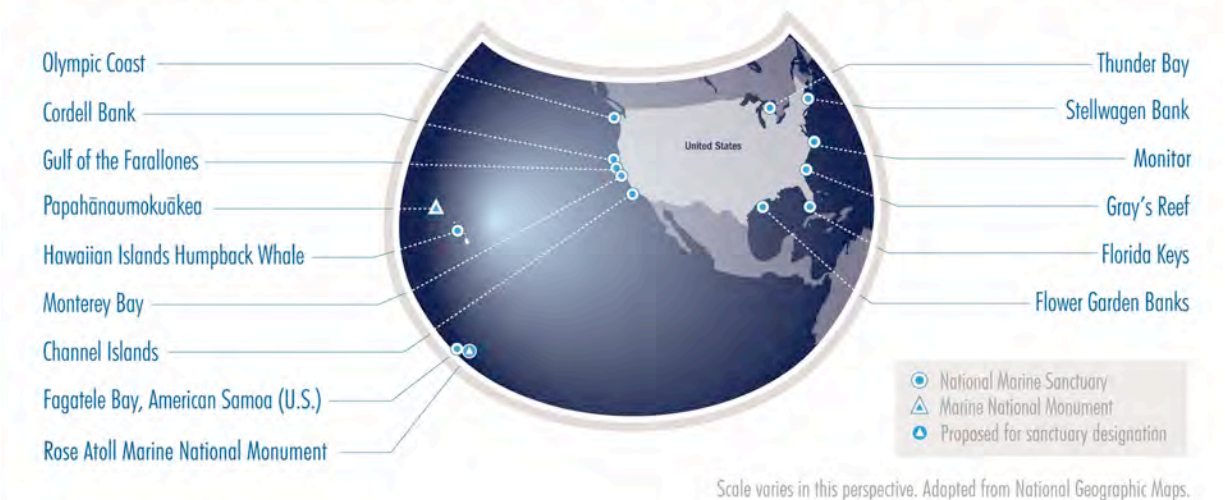 Olympic Coast
Cordell Bank
Gulf of the Farallones
Papahānaumokuākea
Hawaiian Islands Humpback Whale
Monterey Bay
Channel Islands
Fagatele Bay, American Samoa (U.S.)
Rose Atoll Marine National Monument
United States
Thunder Bay
Stellwagen Bank
Monitor
Gray's Reef
Florida Keys
Flower Garden Banks
National Marine Sanctuary
Marine National Monument
Proposed for sanctuary designation
Scale varies in this perspective. Adapted from National Geographic Maps.